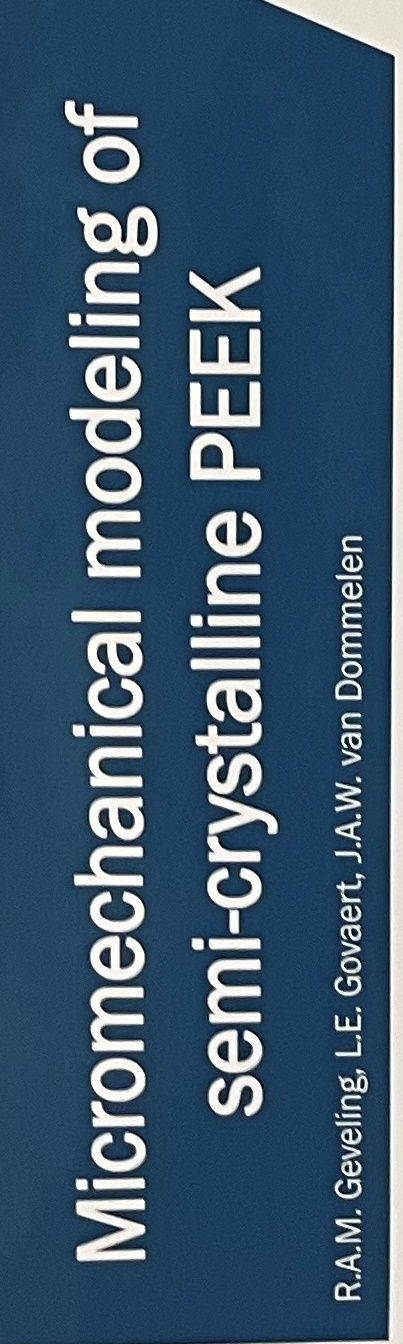 Micromechanical modeling of
semi-crystalline PEEK
R.A.M. Geveling, L.E. Govaert, J.A.W. van Dommelen